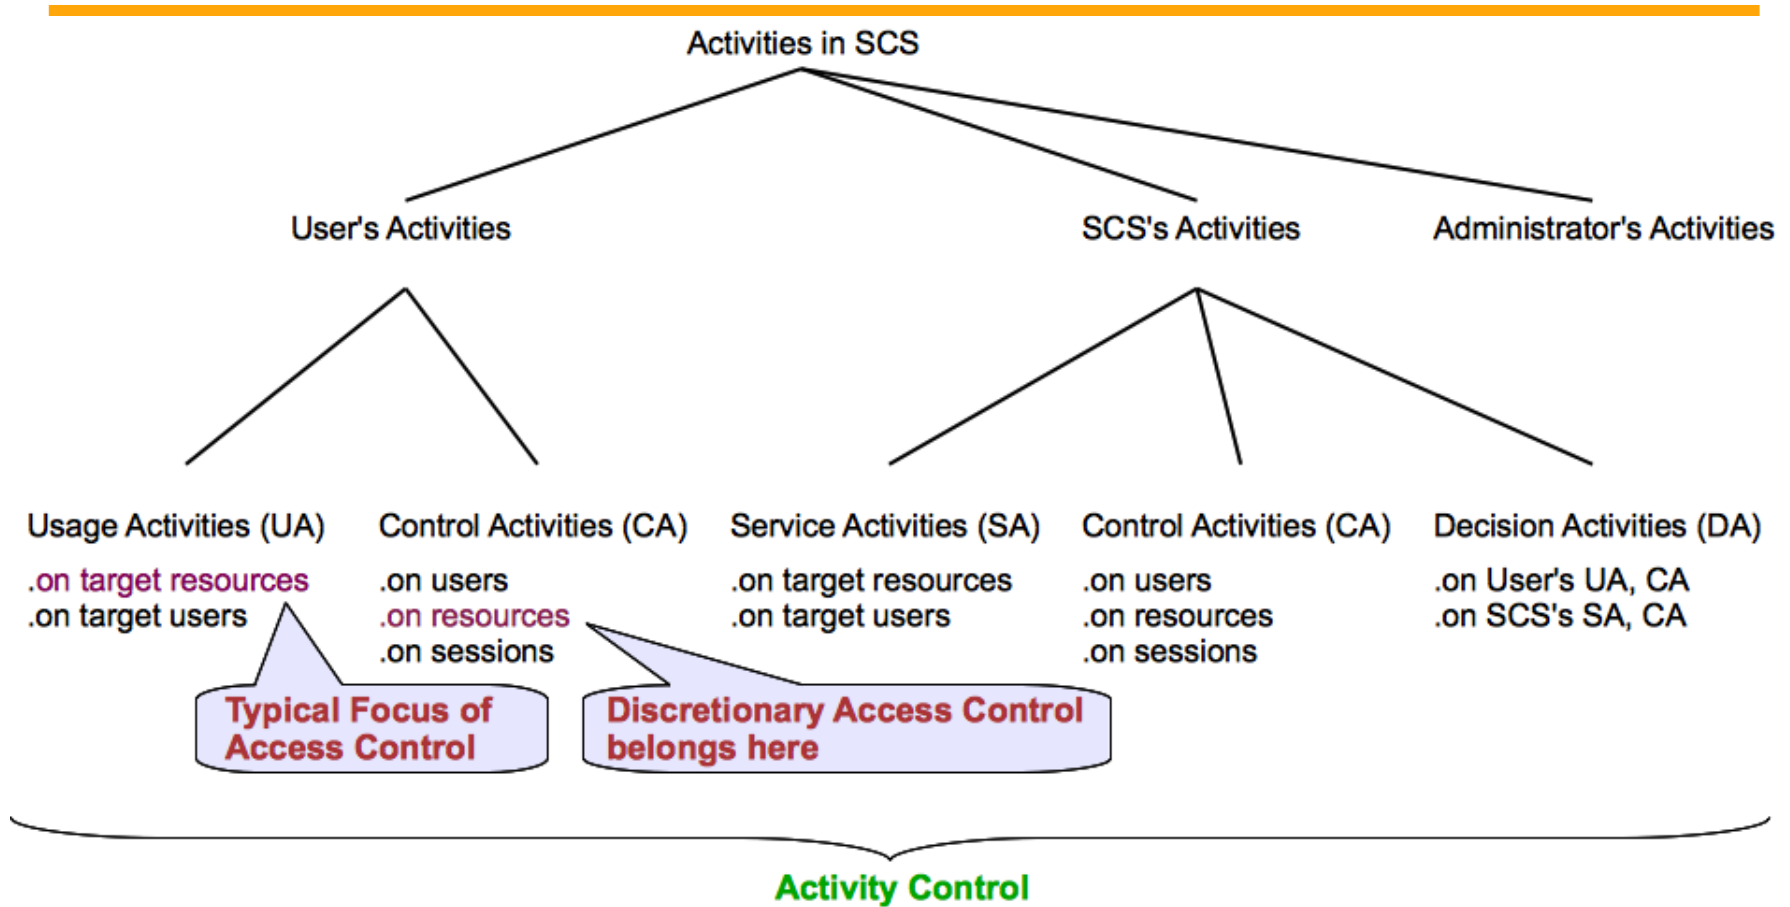 Activities in SCS
User's Activities
SCS's Activities
Administrator's Activities
Usage Activities (UA)
.on target resources
.on target users
Control Activities (CA)
.on users
.on resources
.on sessions
Service Activities (SA)
.on target resources
.on target users
Control Activities (CA)
.on users
.on resources
.on sessions
Decision Activities (DA)
.on User's UA, CA
.on SCS's SA, CA
Typical Focus of
Access Control
Discretionary Access Control
belongs here
Activity Control